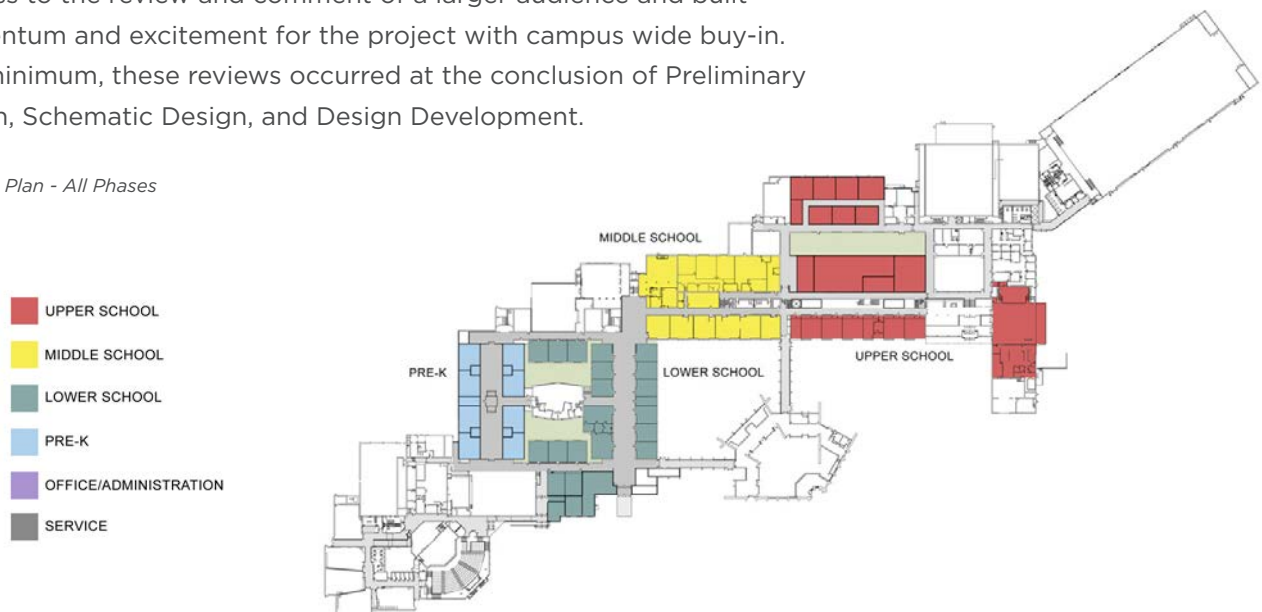 to the review and comment of a larger audience and built
entum and excitement for the project with campus wide buy-in.
minimum, these reviews occurred at the conclusion of Preliminary
, Schematic Design, and Design Development.
Plan - All Phases
MIDDLE SCHOOL
UPPER SCHOOL
MIDDLE SCHOOL
LOWER SCHOOL
PRE-K
OFFICE/ADMINISTRATION
SERVICE
PRE-K
LOWER SCHOOL
UPPER SCHOOL